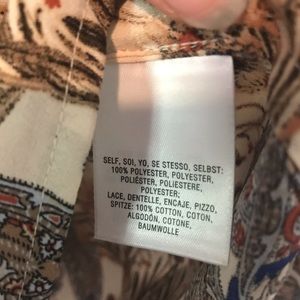 SELF, SOI, YO, SE STESSO, SELBST:
100% POLYESTER, POLYESTER,
POLIÉSTER, POLIESTERE,
POLYESTER;
LACE, DENTELLE, ENCAJE, PIZZO,
SPITZE: 100% COTTON, COTON,
ALGODÓN, COTONE,
BAUMWOLLE